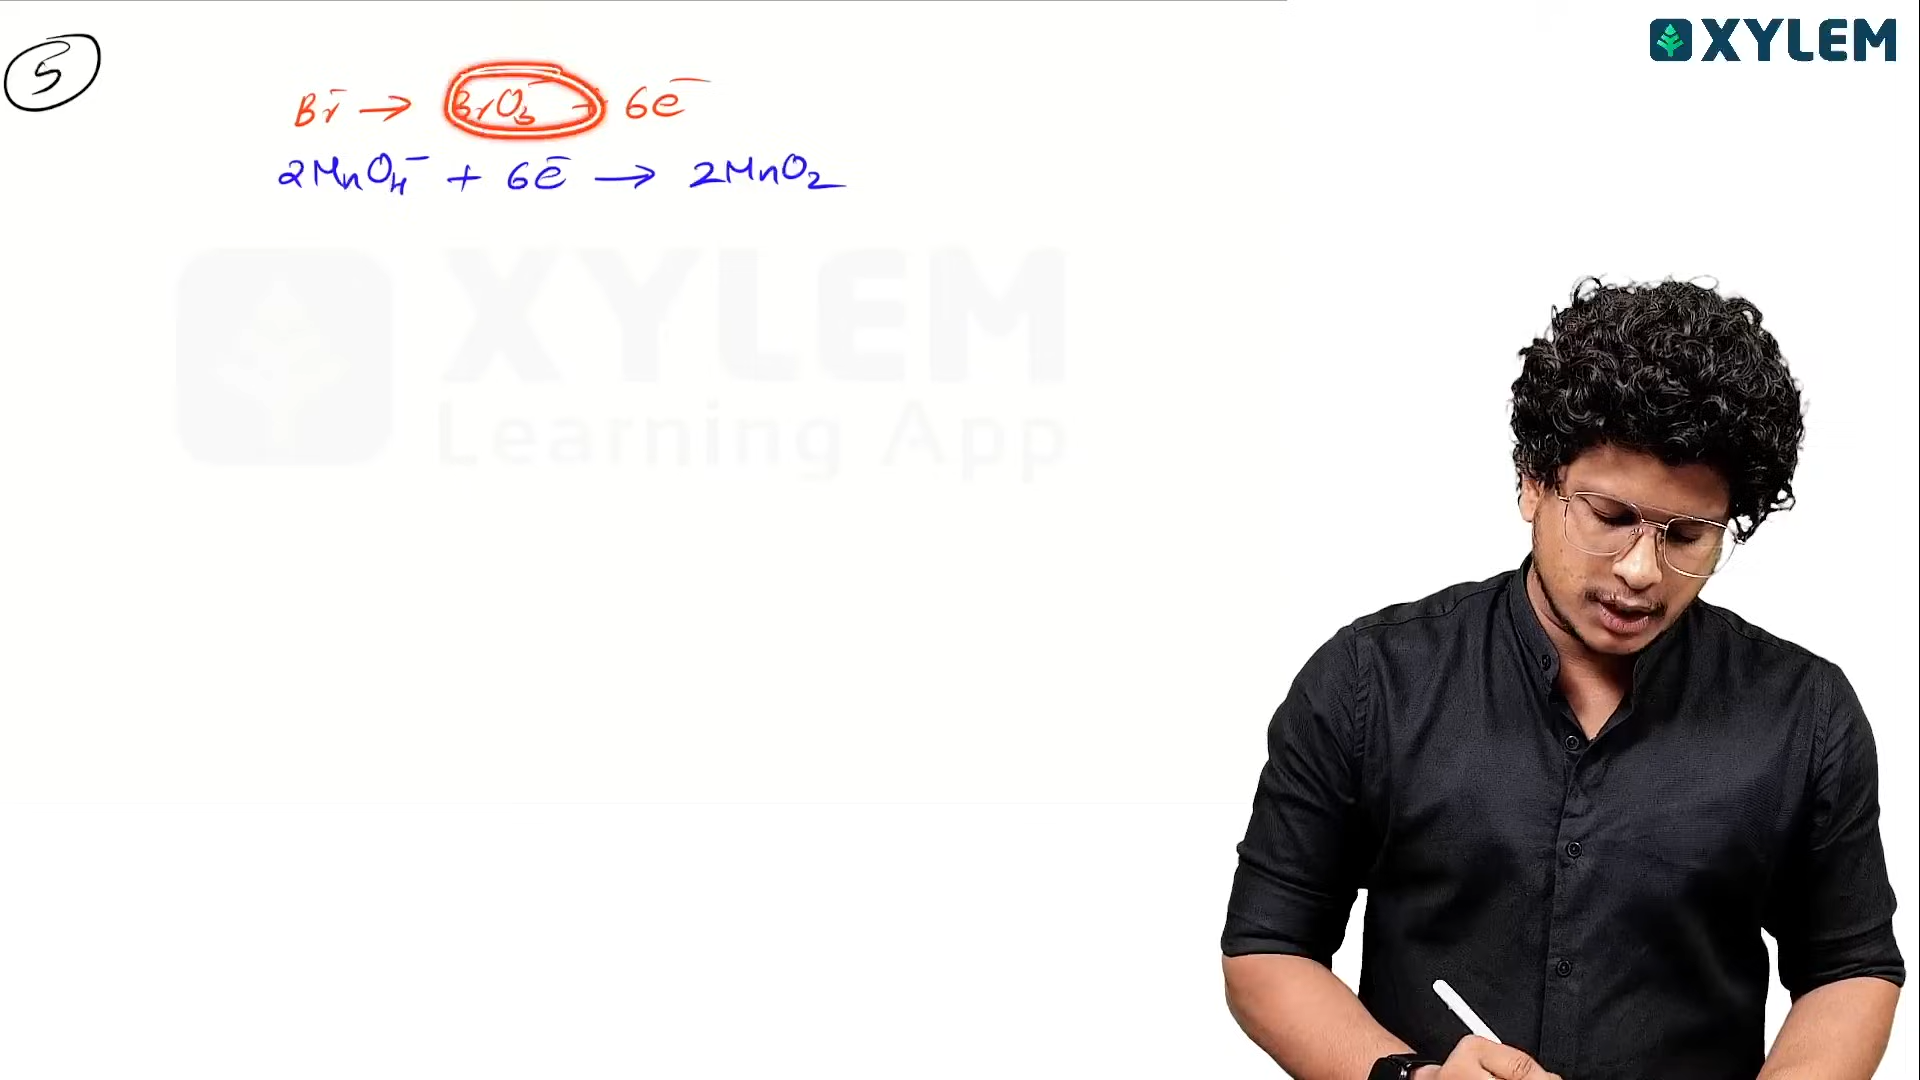 XYLEM
5
Br⁻ → BrO₃⁻ + 6e⁻
2MnO₄⁻ + 6e⁻ → 2MnO₂
XYLEM
Learning App